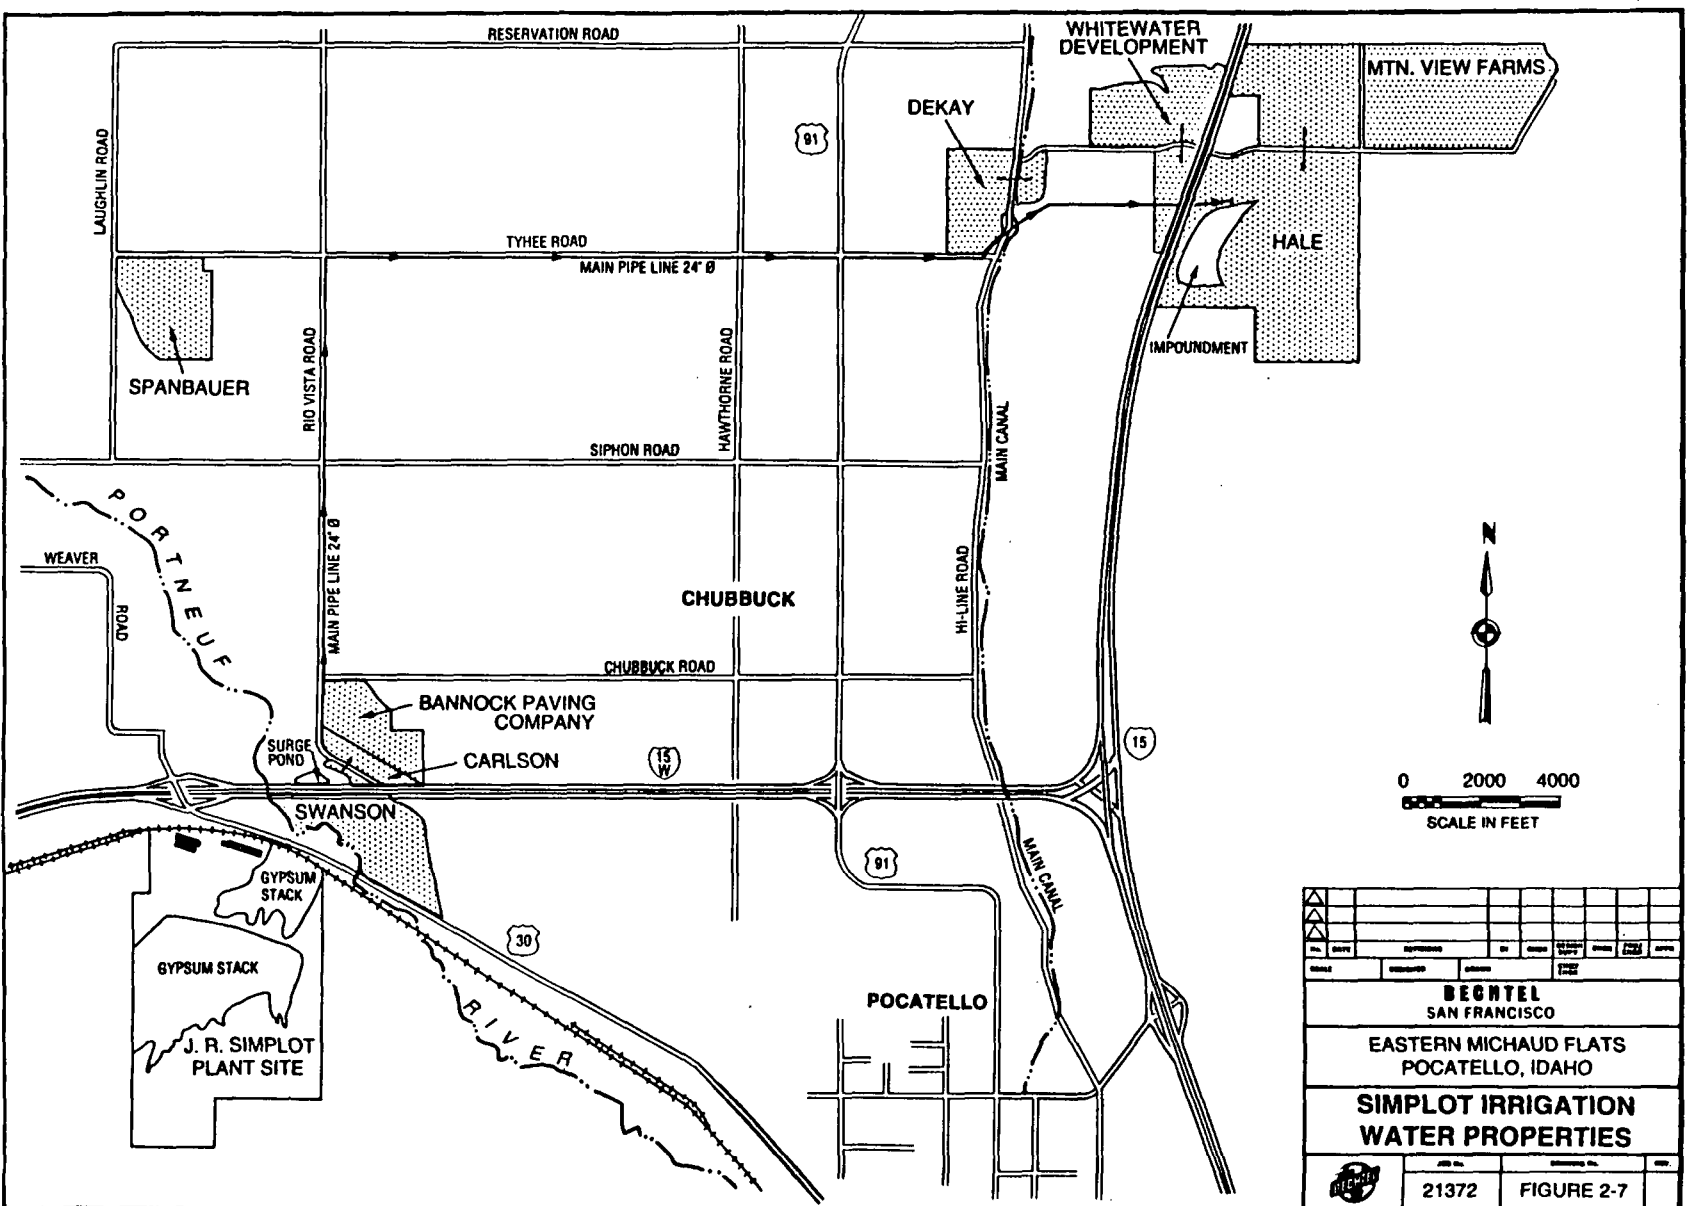 RESERVATION ROAD
WHITEWATER
DEVELOPMENT
MTN. VIEW FARMS
DEKAY
91
LAUGHLIN ROAD
TYHEE ROAD
MAIN PIPE LINE 24" Ø
HALE
IMPOUNDMENT
SPANBAUER
RIO VISTA ROAD
HAWTHORNE ROAD
MAIN CANAL
SIPHON ROAD
PORTNEUF
WEAVER
ROAD
MAIN PIPE LINE 24" Ø
CHUBBUCK
HI-LINE ROAD
N
CHUBBUCK ROAD
BANNOCK PAVING
COMPANY
SURGE
POND
CARLSON
15
W
15
SWANSON
0 2000 4000
SCALE IN FEET
91
MAIN CANAL
GYPSUM
STACK
30
GYPSUM STACK
RIVER
POCATELLO
J. R. SIMPLOT
PLANT SITE
NO. DATE
SCALE
BECHTEL
SAN FRANCISCO
EASTERN MICHAUD FLATS
POCATELLO, IDAHO
SIMPLOT IRRIGATION
WATER PROPERTIES
21372
FIGURE 2-7